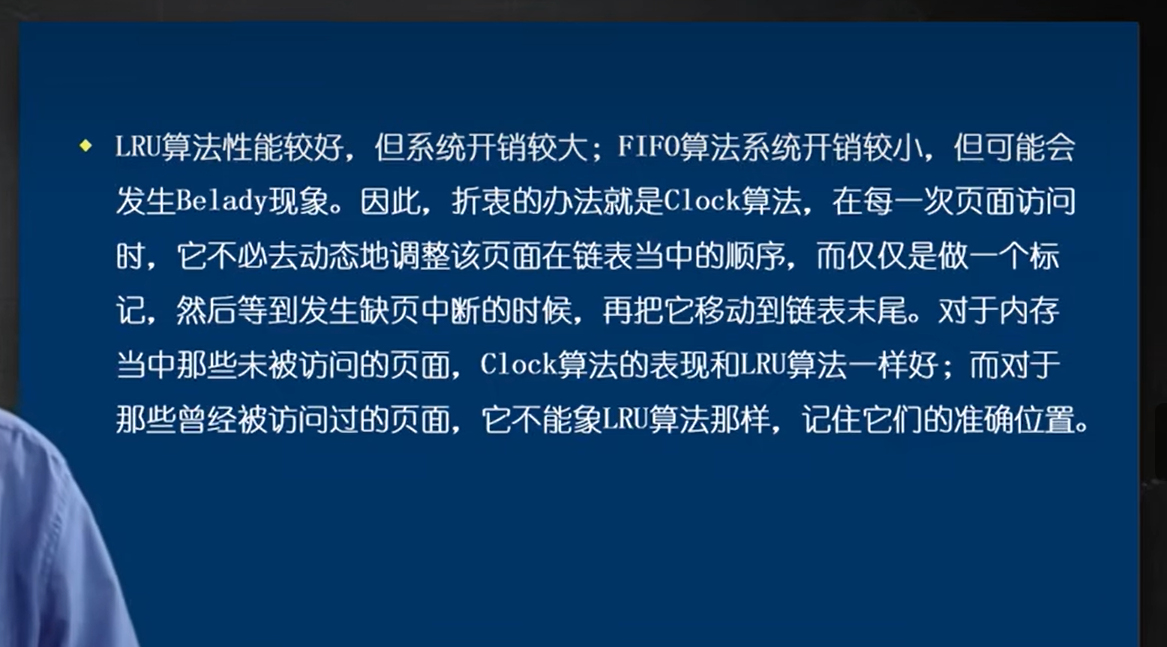 LRU算法性能较好，但系统开销较大；FIFO算法系统开销较小，但可能会
发生Belady现象。因此，折衷的办法就是Clock算法，在每一次页面访问
时，它不必去动态地调整该页面在链表当中的顺序，而仅仅是做一个标
记，然后等到发生缺页中断的时候，再把它移动到链表末尾。对于内存
当中那些未被访问的页面，Clock算法的表现和LRU算法一样好；而对于
那些曾经被访问过的页面，它不能象LRU算法那样，记住它们的准确位置。